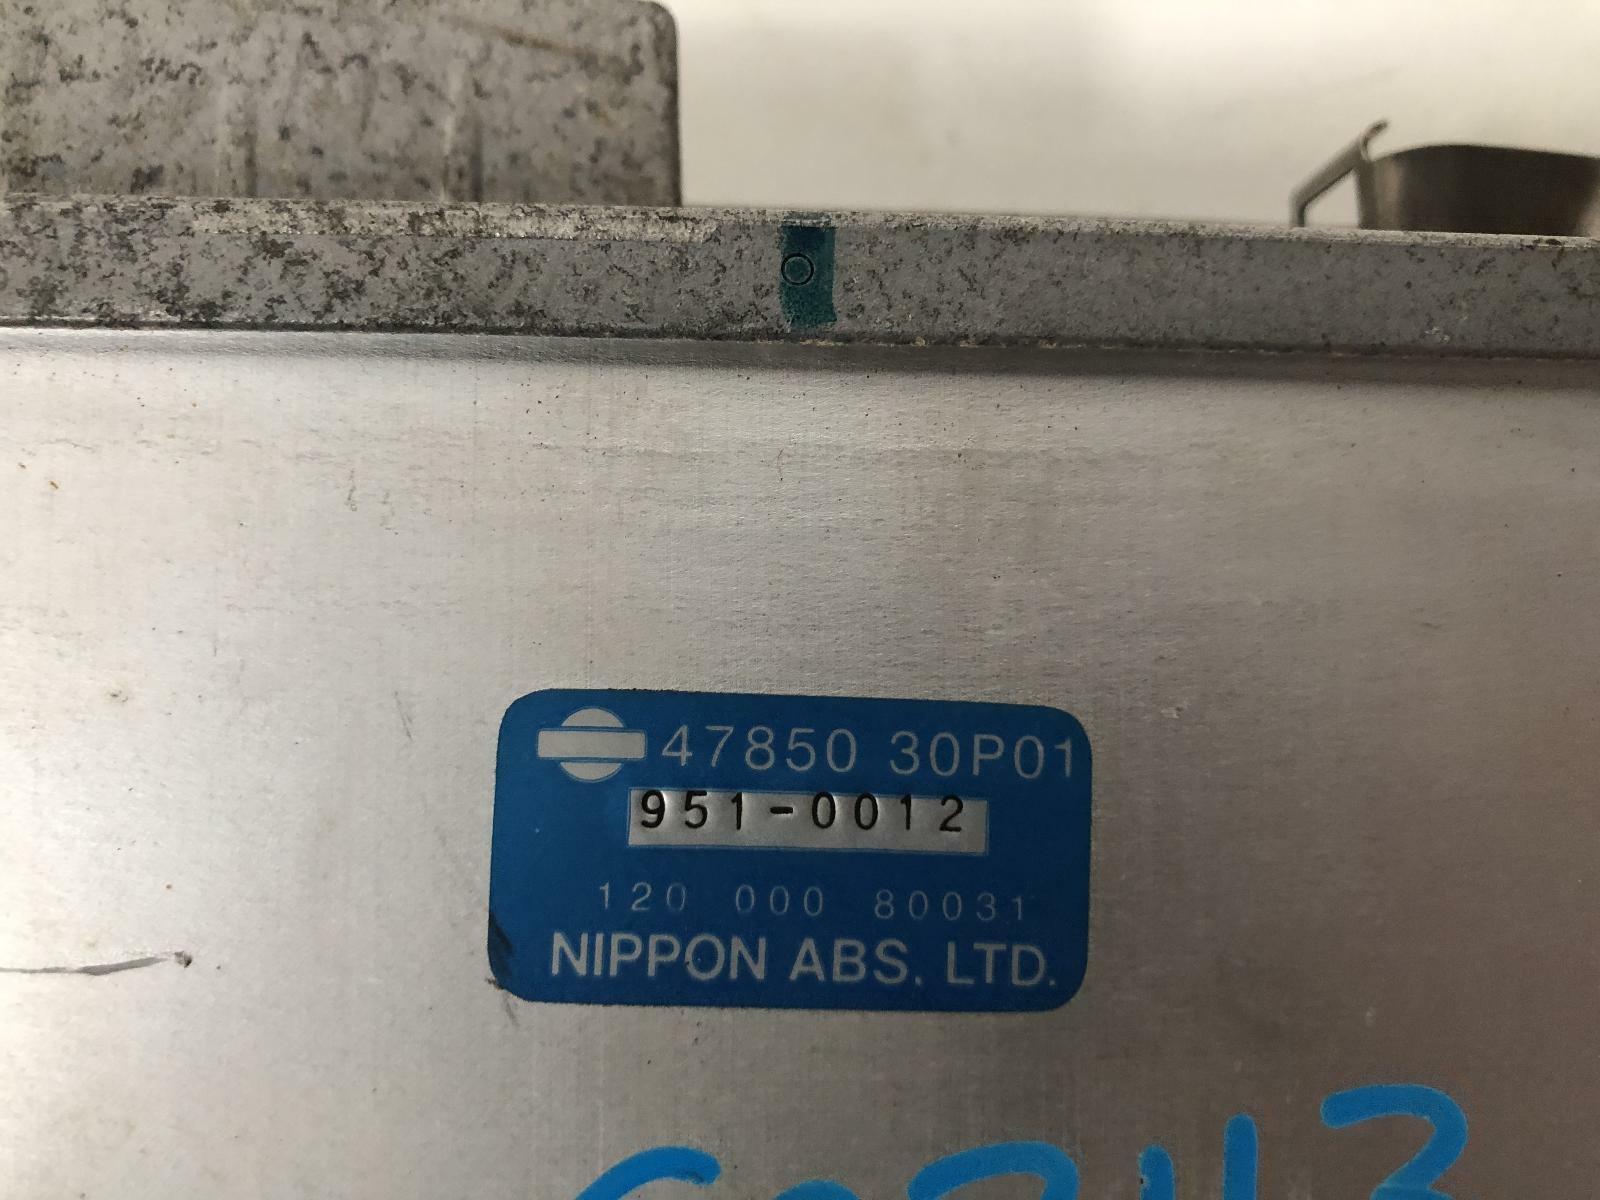 47850 30P01
951-0012
120 000 80031
NIPPON ABS, LTD.